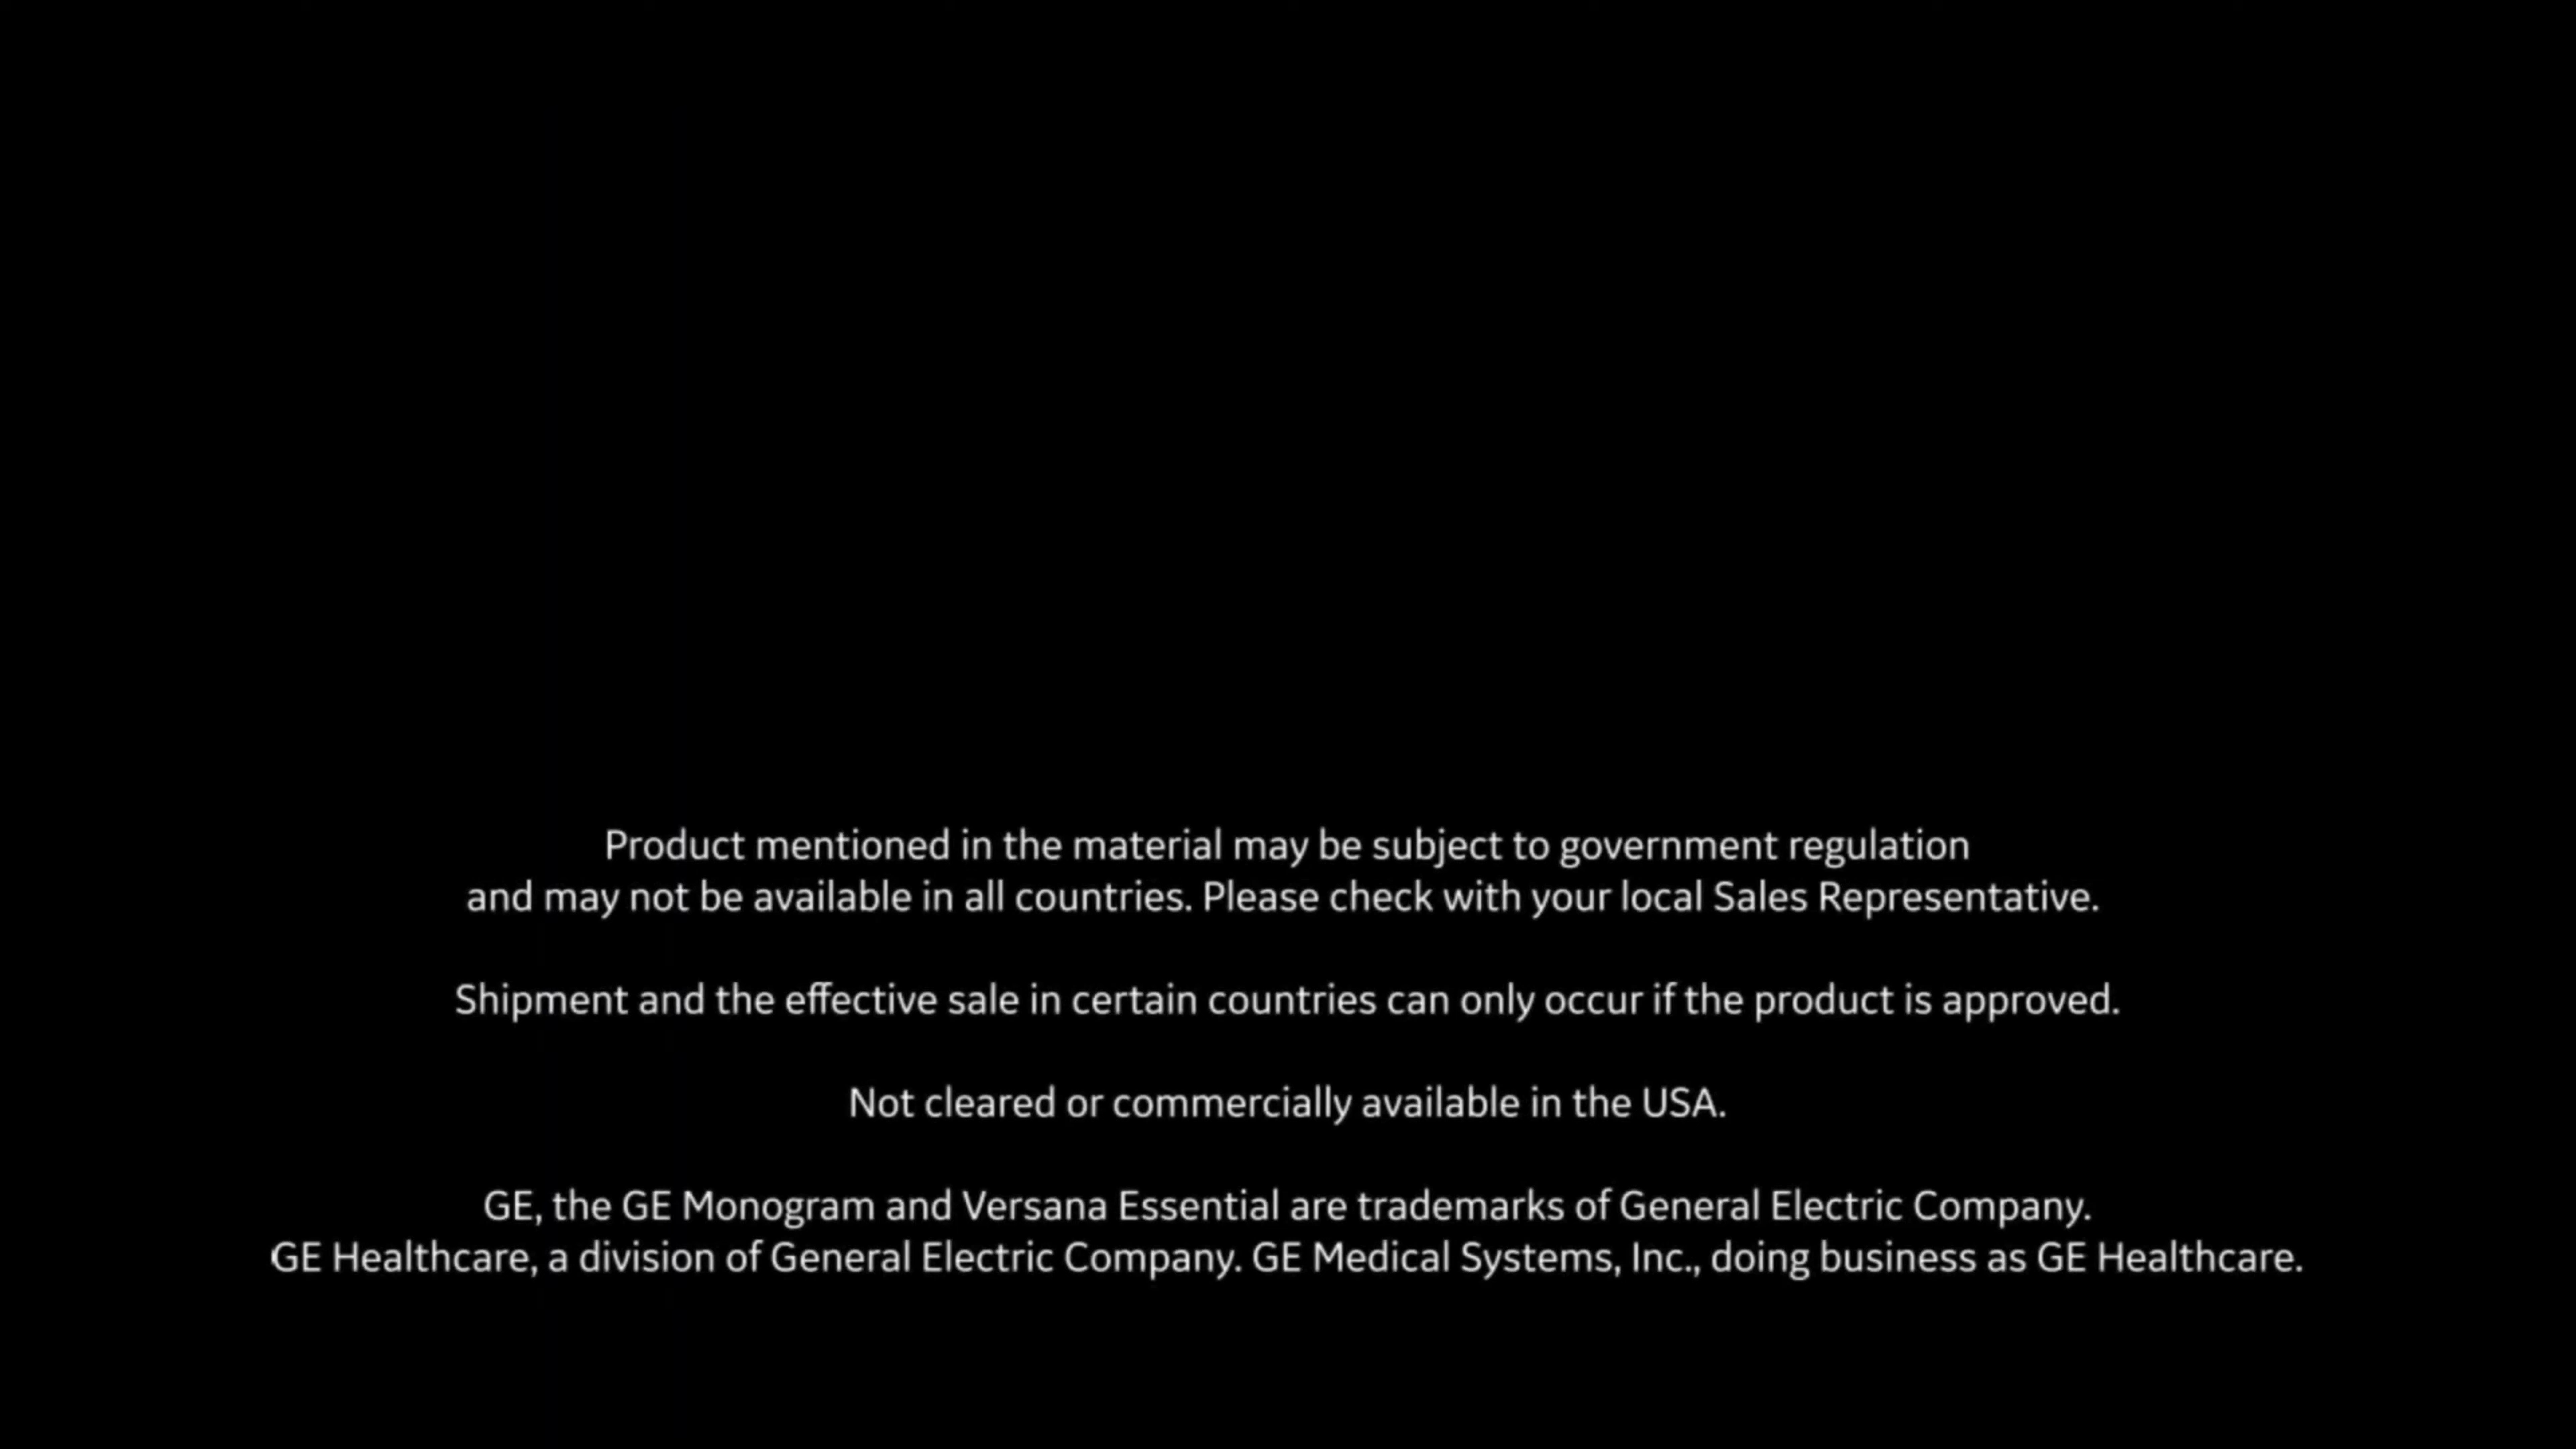 Product mentioned in the material may be subject to government regulation
and may not be available in all countries. Please check with your local Sales Representative.
Shipment and the effective sale in certain countries can only occur if the product is approved.
Not cleared or commercially available in the USA.
GE, the GE Monogram and Versana Essential are trademarks of General Electric Company.
GE Healthcare, a division of General Electric Company. GE Medical Systems, Inc., doing business as GE Healthcare.